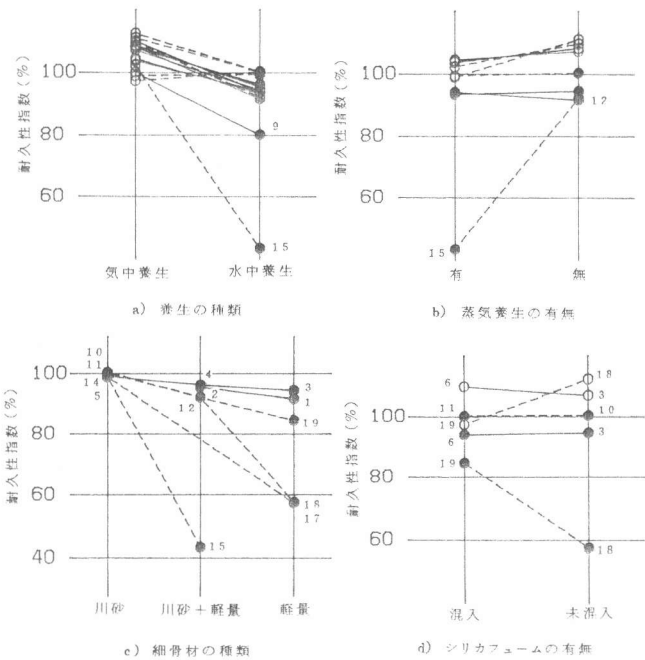 耐久性指数(%)
100
80
60
9
15
気中養生
水中養生
a) 養生の種類
耐久性指数(%)
100
80
60
12
15
有
無
b) 蒸気養生の有無
耐久性指数(%)
100
80
60
40
10
11
14
5
4
2
12
15
3
1
19
18
17
川砂
川砂+軽量
軽量
c) 細骨材の種類
耐久性指数(%)
100
80
60
6
11
19
6
19
18
3
10
3
18
混入
未混入
d) シリカフュームの有無